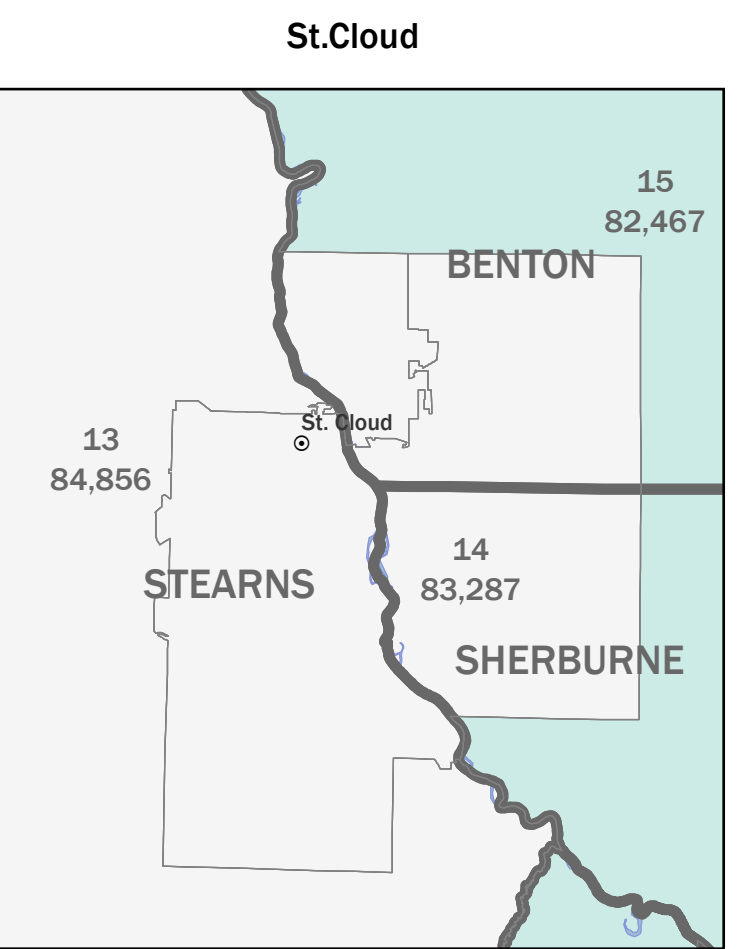 St.Cloud
15
82,467
BENTON
St. Cloud
13
84,856
14
83,287
STEARNS
SHERBURNE